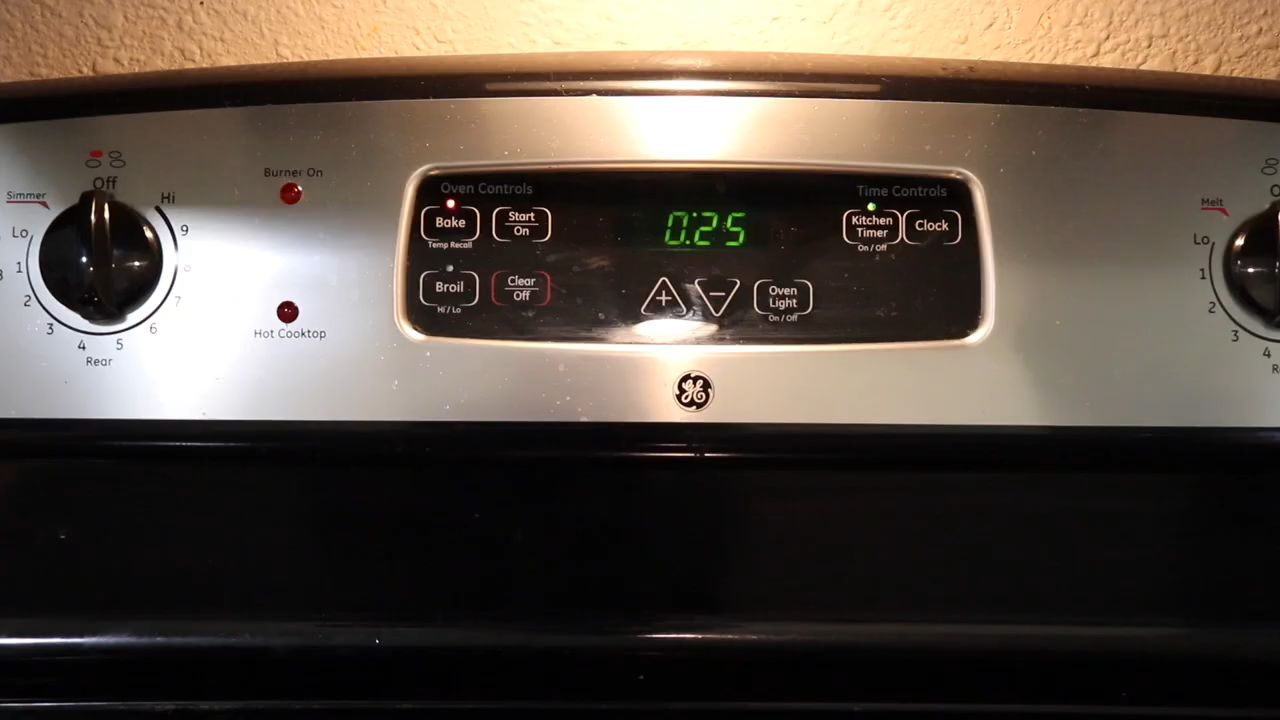 Off
Simmer
Hi
Lo
9
1
2
7
3
6
4
5
Rear
Burner On
Hot Cooktop
Oven Controls
Bake
Temp Recall
Start
On
Broil
Hi / Lo
Clear
Off
0:25
Oven
Light
On / Off
Time Controls
Kitchen
Timer
On / Off
Clock
GE
Melt
Lo
1
2
3
4